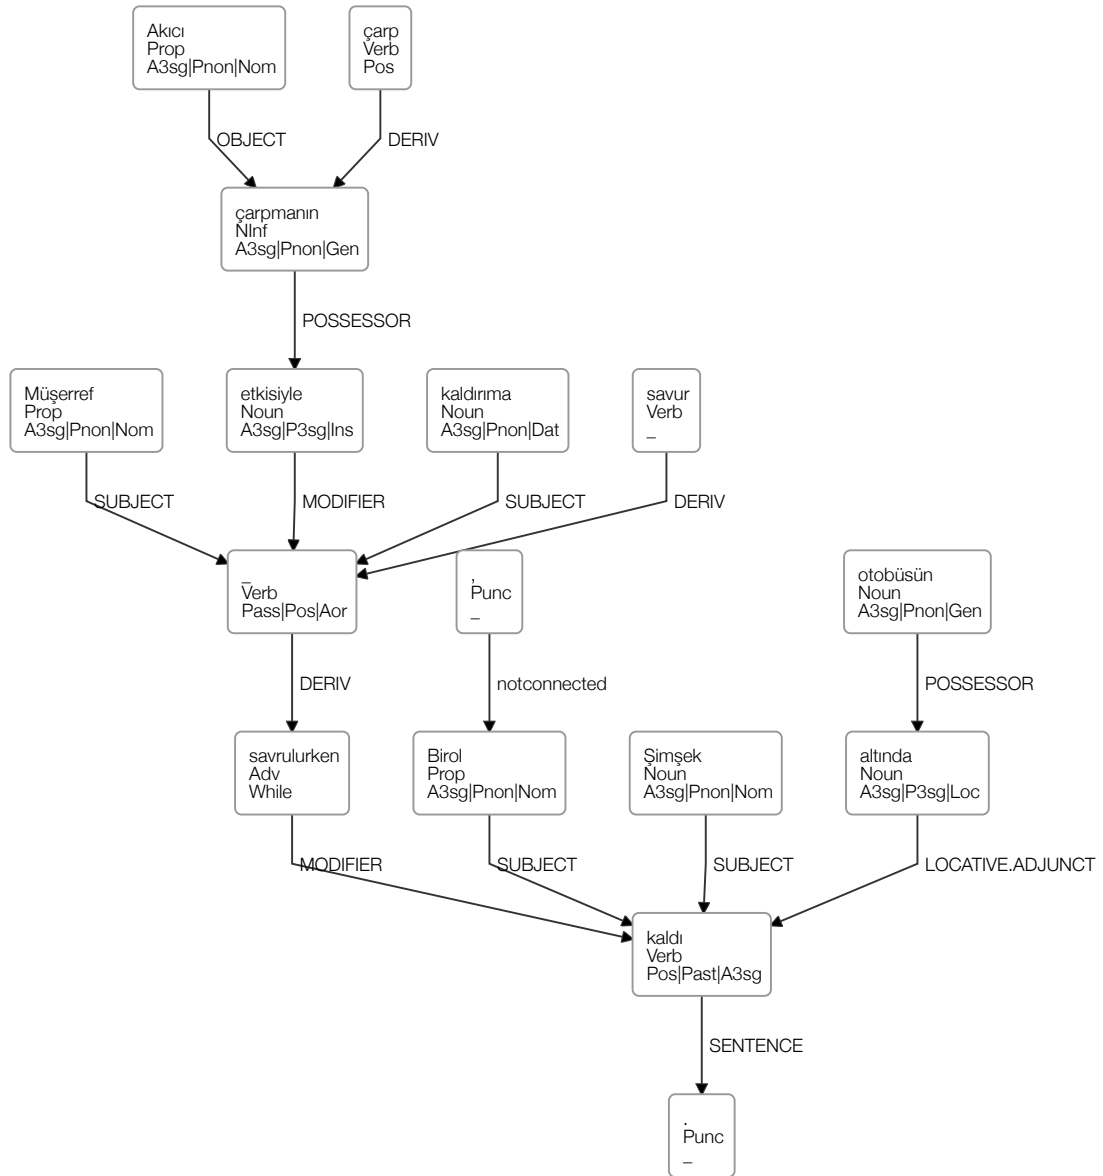 Akıcı
Prop
A3sg|Pnon|Nom
çarp
Verb
Pos
OBJECT
DERIV
çarpmanın
NInf
A3sg|Pnon|Gen
POSSESSOR
Müşerref
Prop
A3sg|Pnon|Nom
etkisiyle
Noun
A3sg|P3sg|Ins
kaldırıma
Noun
A3sg|Pnon|Dat
savur
Verb
_
SUBJECT
MODIFIER
SUBJECT
DERIV
_
Verb
Pass|Pos|Aor
,
Punc
_
otobüsün
Noun
A3sg|Pnon|Gen
DERIV
notconnected
POSSESSOR
savrulurken
Adv
While
Birol
Prop
A3sg|Pnon|Nom
Şimşek
Noun
A3sg|Pnon|Nom
altında
Noun
A3sg|P3sg|Loc
MODIFIER
SUBJECT
SUBJECT
LOCATIVE.ADJUNCT
kaldı
Verb
Pos|Past|A3sg
SENTENCE
.
Punc
_